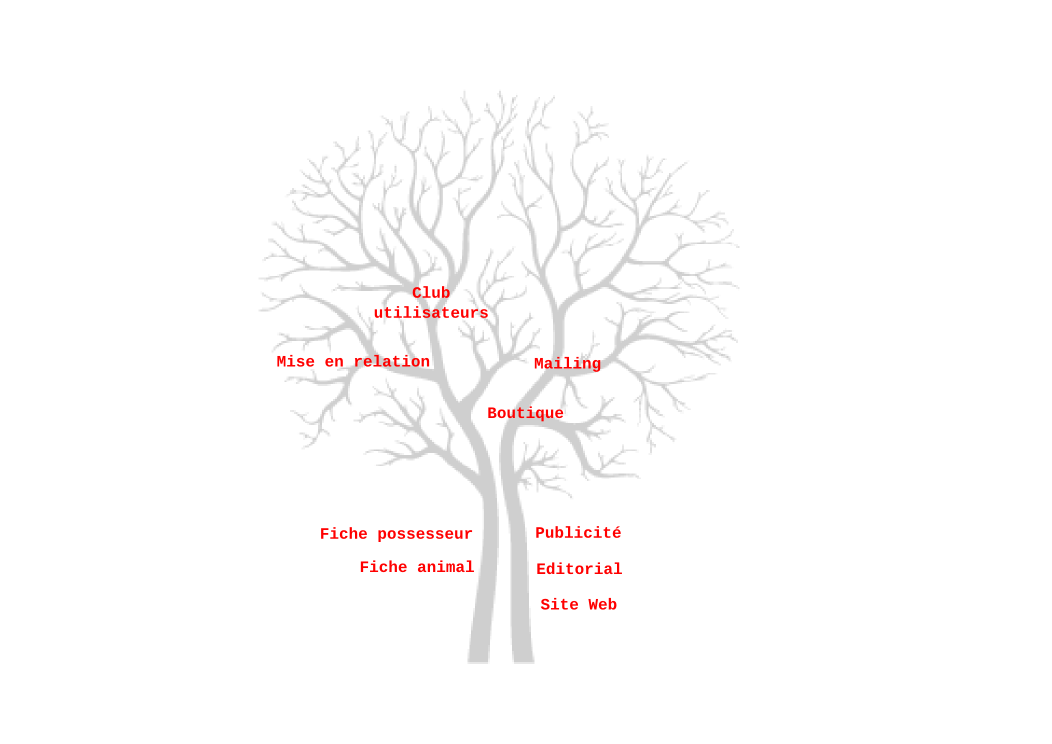 Club
utilisateurs
Mise en relation
Mailing
Boutique
Fiche possesseur
Publicité
Fiche animal
Editorial
Site Web